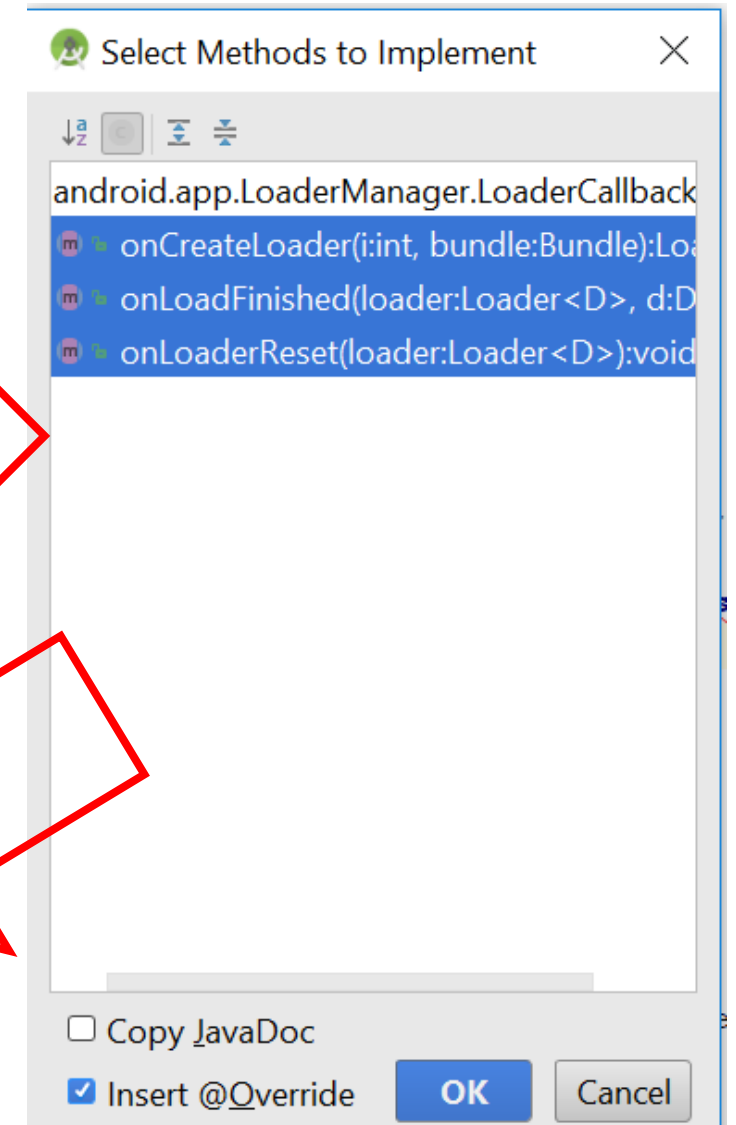 Select Methods to Implement
android.app.LoaderManager.LoaderCallback
onCreateLoader(i:int, bundle:Bundle):Loa
onLoadFinished(loader:Loader<D>, d:D
onLoaderReset(loader:Loader<D>):void
Copy JavaDoc
Insert @Override
OK
Cancel